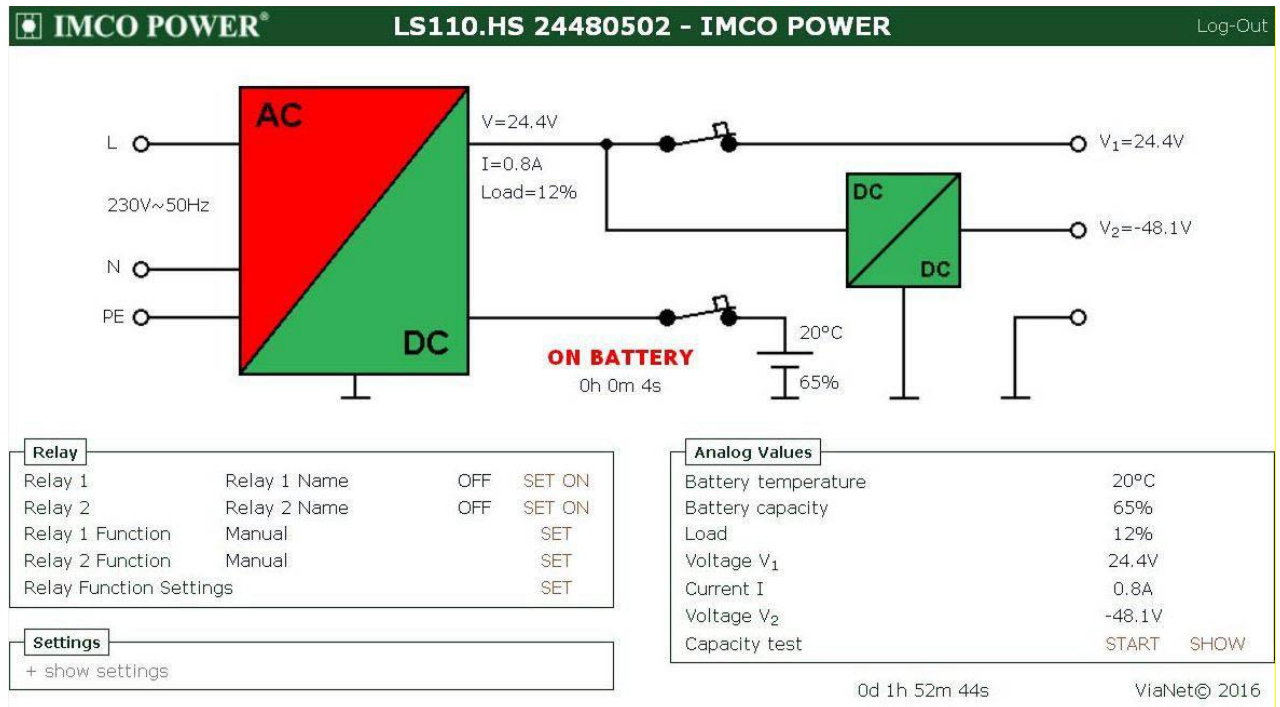 IMCO POWER® LS110.HS 24480502 - IMCO POWER Log-Out
AC
V=24.4V
L
V₁=24.4V
I=0.8A
Load=12%
DC
230V~50Hz
V₂=-48.1V
N
DC
PE
DC
20°C
ON BATTERY
0h 0m 4s
65%
Relay
Relay 1 Relay 1 Name OFF SET ON
Relay 2 Relay 2 Name OFF SET ON
Relay 1 Function Manual SET
Relay 2 Function Manual SET
Relay Function Settings SET
Settings
+ show settings
Analog Values
Battery temperature 20°C
Battery capacity 65%
Load 12%
Voltage V₁ 24.4V
Current I 0.8A
Voltage V₂ -48.1V
Capacity test START SHOW
0d 1h 52m 44s ViaNet© 2016